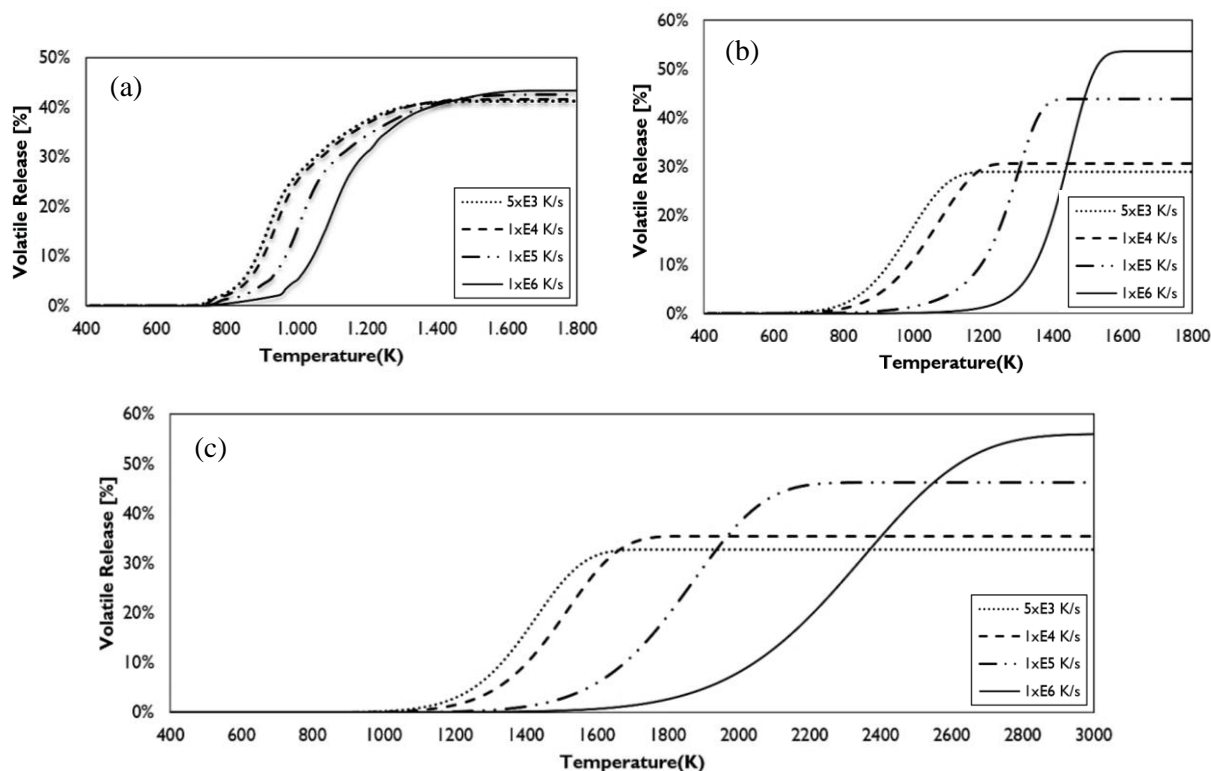 (a)
Volatile Release [%]
50%
40%
30%
20%
10%
0%
5xE3 K/s
1xE4 K/s
1xE5 K/s
1xE6 K/s
400 600 800 1.000 1.200 1.400 1.600 1.800
Temperature(K)
(b)
Volatile Release [%]
60%
50%
40%
30%
20%
10%
0%
5xE3 K/s
1xE4 K/s
1xE5 K/s
1xE6 K/s
400 600 800 1000 1200 1400 1600 1800
Temperature(K)
(c)
Volatile Release [%]
60%
50%
40%
30%
20%
10%
0%
5xE3 K/s
1xE4 K/s
1xE5 K/s
1xE6 K/s
400 600 800 1000 1200 1400 1600 1800 2000 2200 2400 2600 2800 3000
Temperature(K)